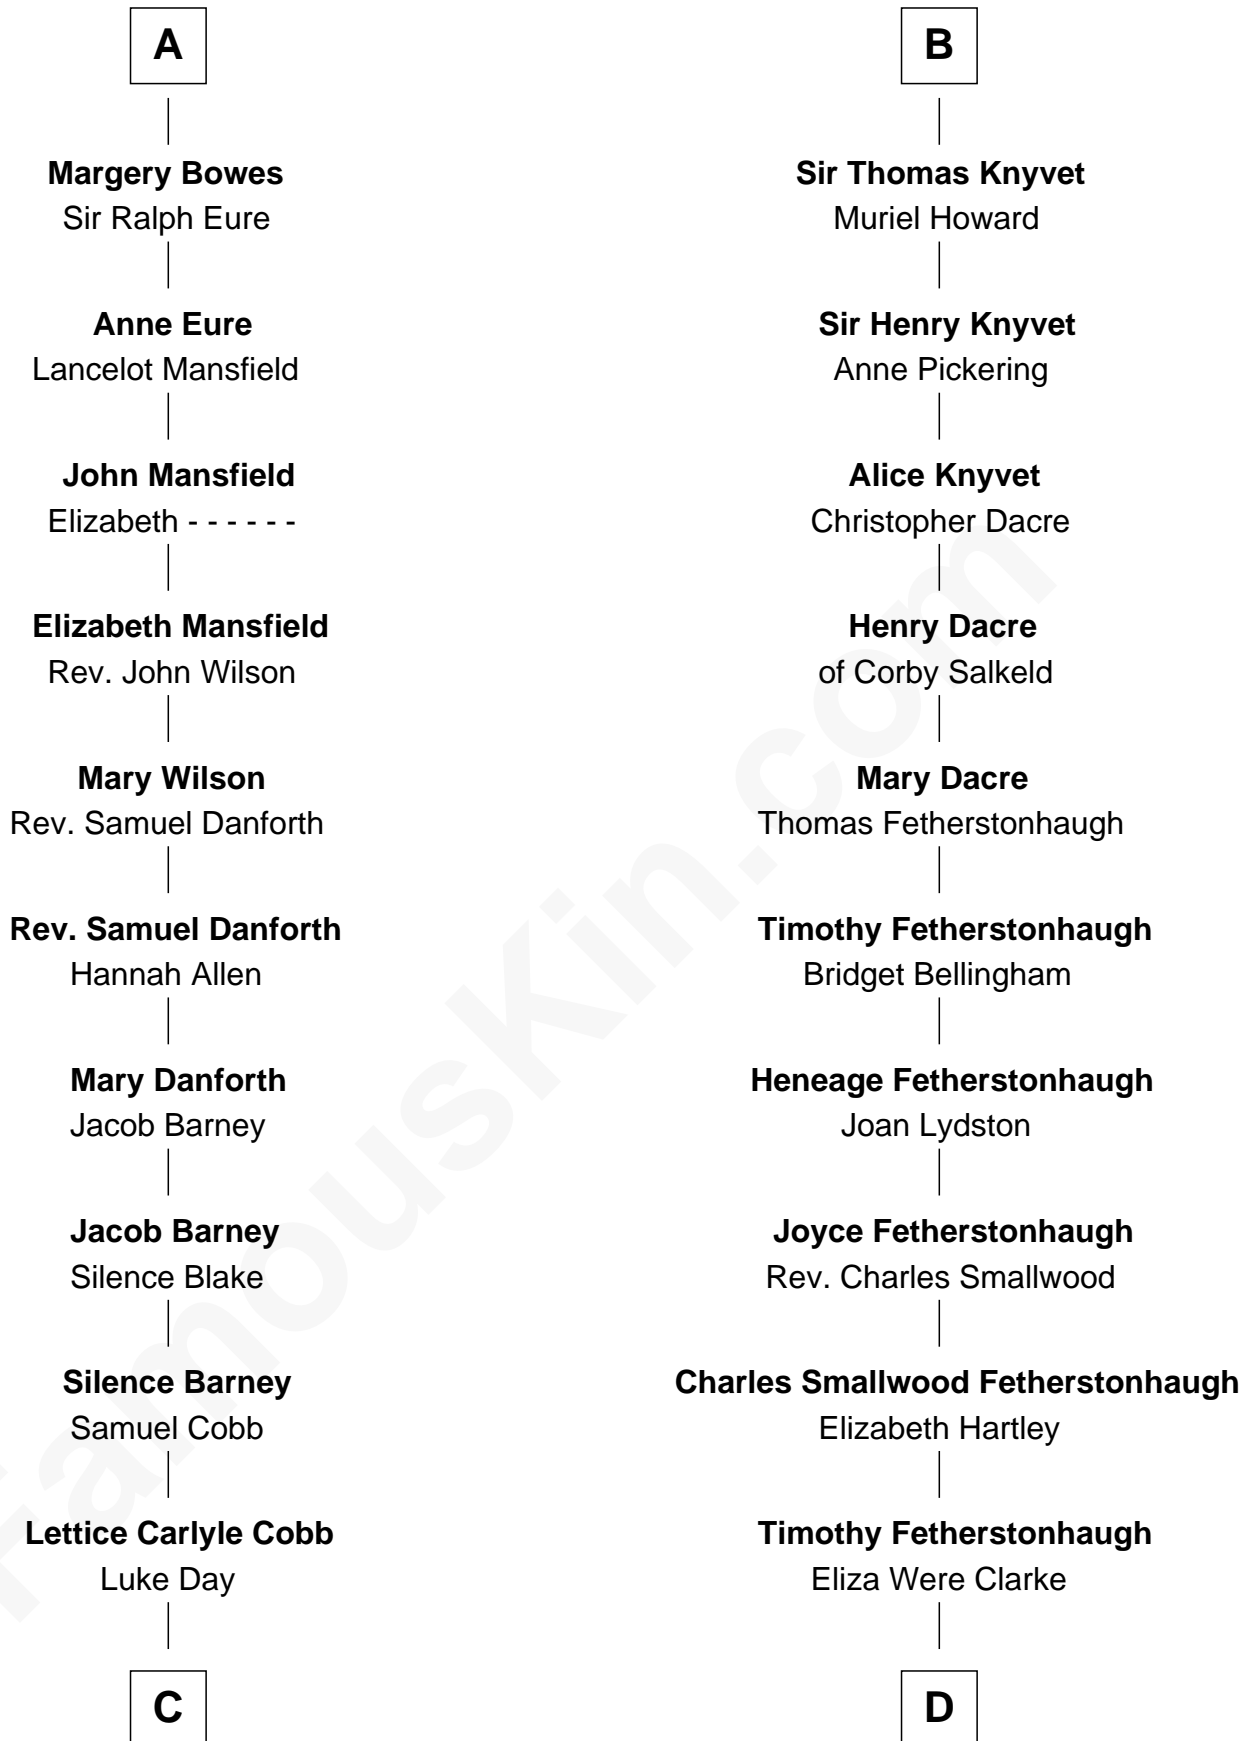 A
Margery Bowes
Sir Ralph Eure
Anne Eure
Lancelot Mansfield
John Mansfield
Elizabeth - - - - - -
Elizabeth Mansfield
Rev. John Wilson
Mary Wilson
Rev. Samuel Danforth
Rev. Samuel Danforth
Hannah Allen
Mary Danforth
Jacob Barney
Jacob Barney
Silence Blake
Silence Barney
Samuel Cobb
Lettice Carlyle Cobb
Luke Day
C
B
Sir Thomas Knyvet
Muriel Howard
Sir Henry Knyvet
Anne Pickering
Alice Knyvet
Christopher Dacre
Henry Dacre
of Corby Salkeld
Mary Dacre
Thomas Fetherstonhaugh
Timothy Fetherstonhaugh
Bridget Bellingham
Heneage Fetherstonhaugh
Joan Lydston
Joyce Fetherstonhaugh
Rev. Charles Smallwood
Charles Smallwood Fetherstonhaugh
Elizabeth Hartley
Timothy Fetherstonhaugh
Eliza Were Clarke
D
FamousKin.com